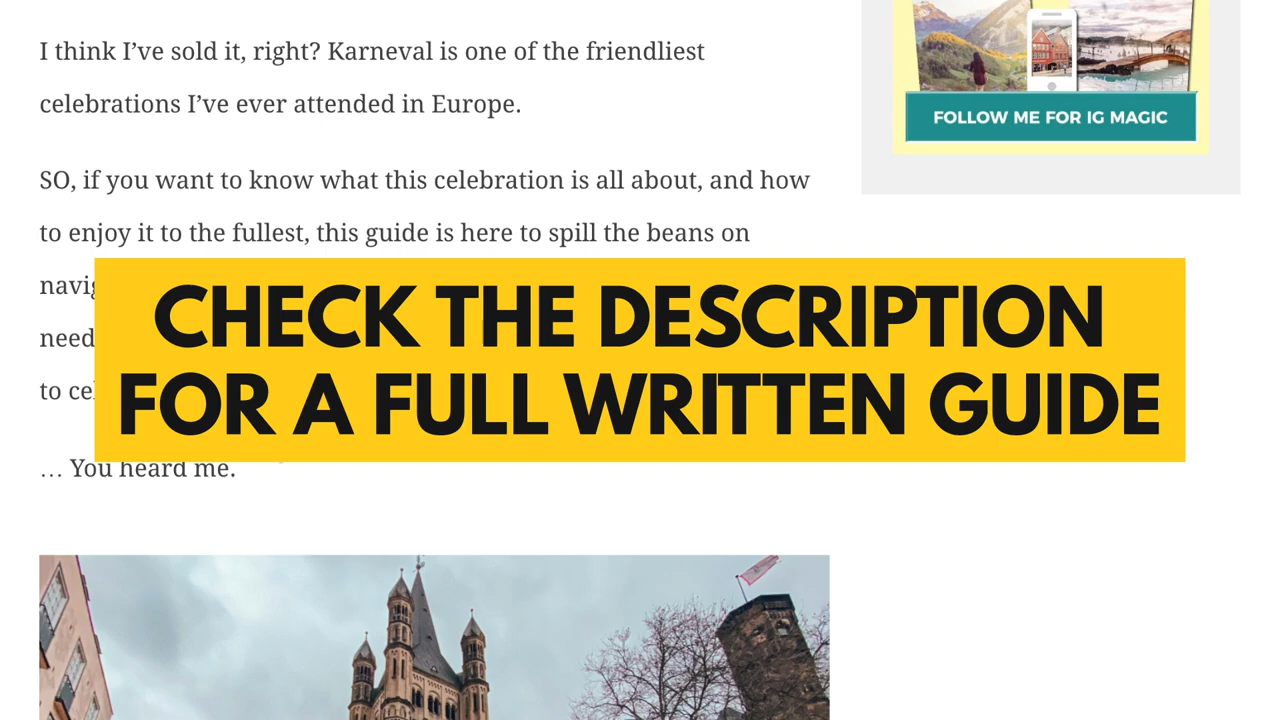 I think I’ve sold it, right? Karneval is one of the friendliest
celebrations I’ve ever attended in Europe.
SO, if you want to know what this celebration is all about, and how
to enjoy it to the fullest, this guide is here to spill the beans on
need
to
… You heard me.
FOLLOW ME FOR IG MAGIC
CHECK THE DESCRIPTION
FOR A FULL WRITTEN GUIDE